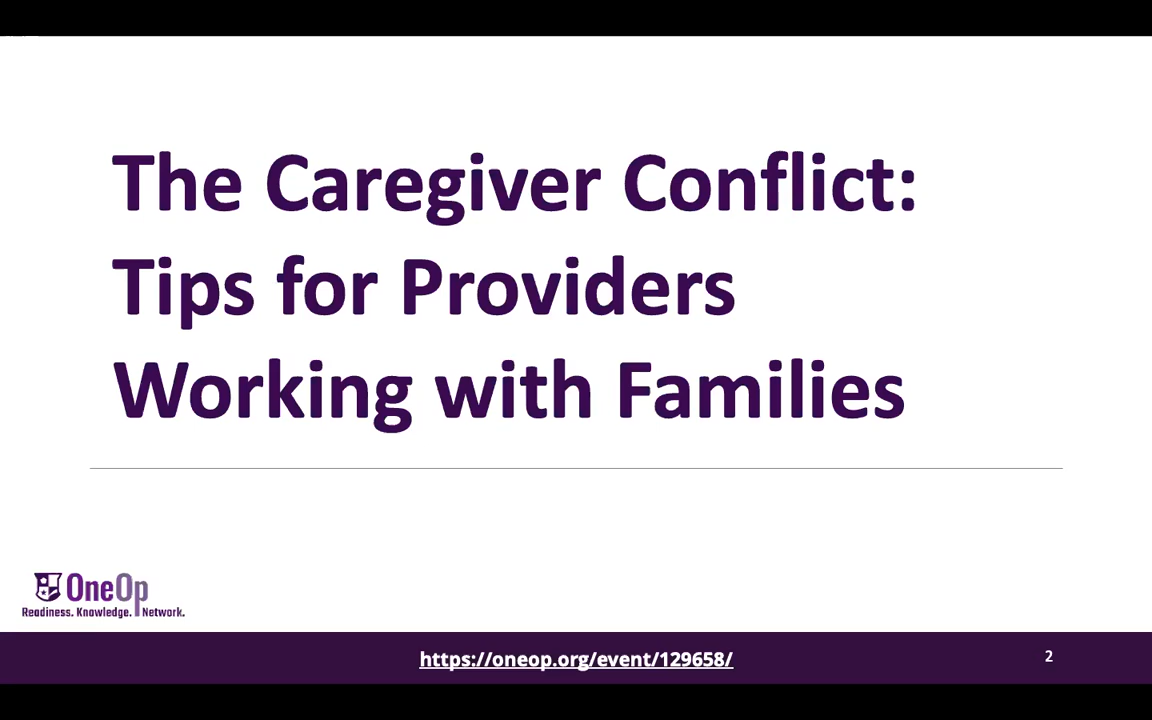 The Caregiver Conflict:
Tips for Providers
Working with Families
OneOp
Readiness. Knowledge. Network.
https://oneop.org/event/129658/
2